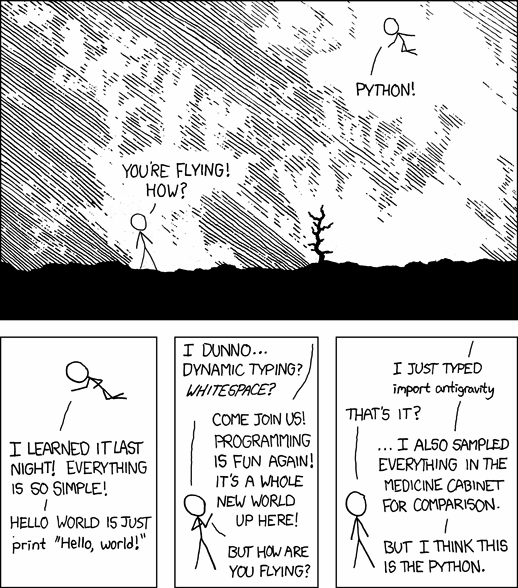 YOU'RE FLYING!
HOW?
PYTHON!
I LEARNED IT LAST
NIGHT! EVERYTHING
IS SO SIMPLE!
HELLO WORLD IS JUST
print "Hello, world!"
I DUNNO...
DYNAMIC TYPING?
WHITESPACE?
COME JOIN US!
PROGRAMMING
IS FUN AGAIN!
IT'S A WHOLE
NEW WORLD
UP HERE!
BUT HOW ARE
YOU FLYING?
I JUST TYPED
import antigravity
THAT'S IT?
... I ALSO SAMPLED
EVERYTHING IN THE
MEDICINE CABINET
FOR COMPARISON.
BUT I THINK THIS
IS THE PYTHON.